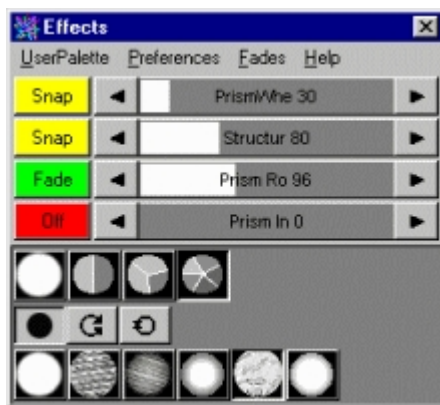 Effects
UserPalette Preferences Fades Help
Snap PrismWhe 30
Snap Structur 80
Fade Prism Ro 96
Off Prism In 0